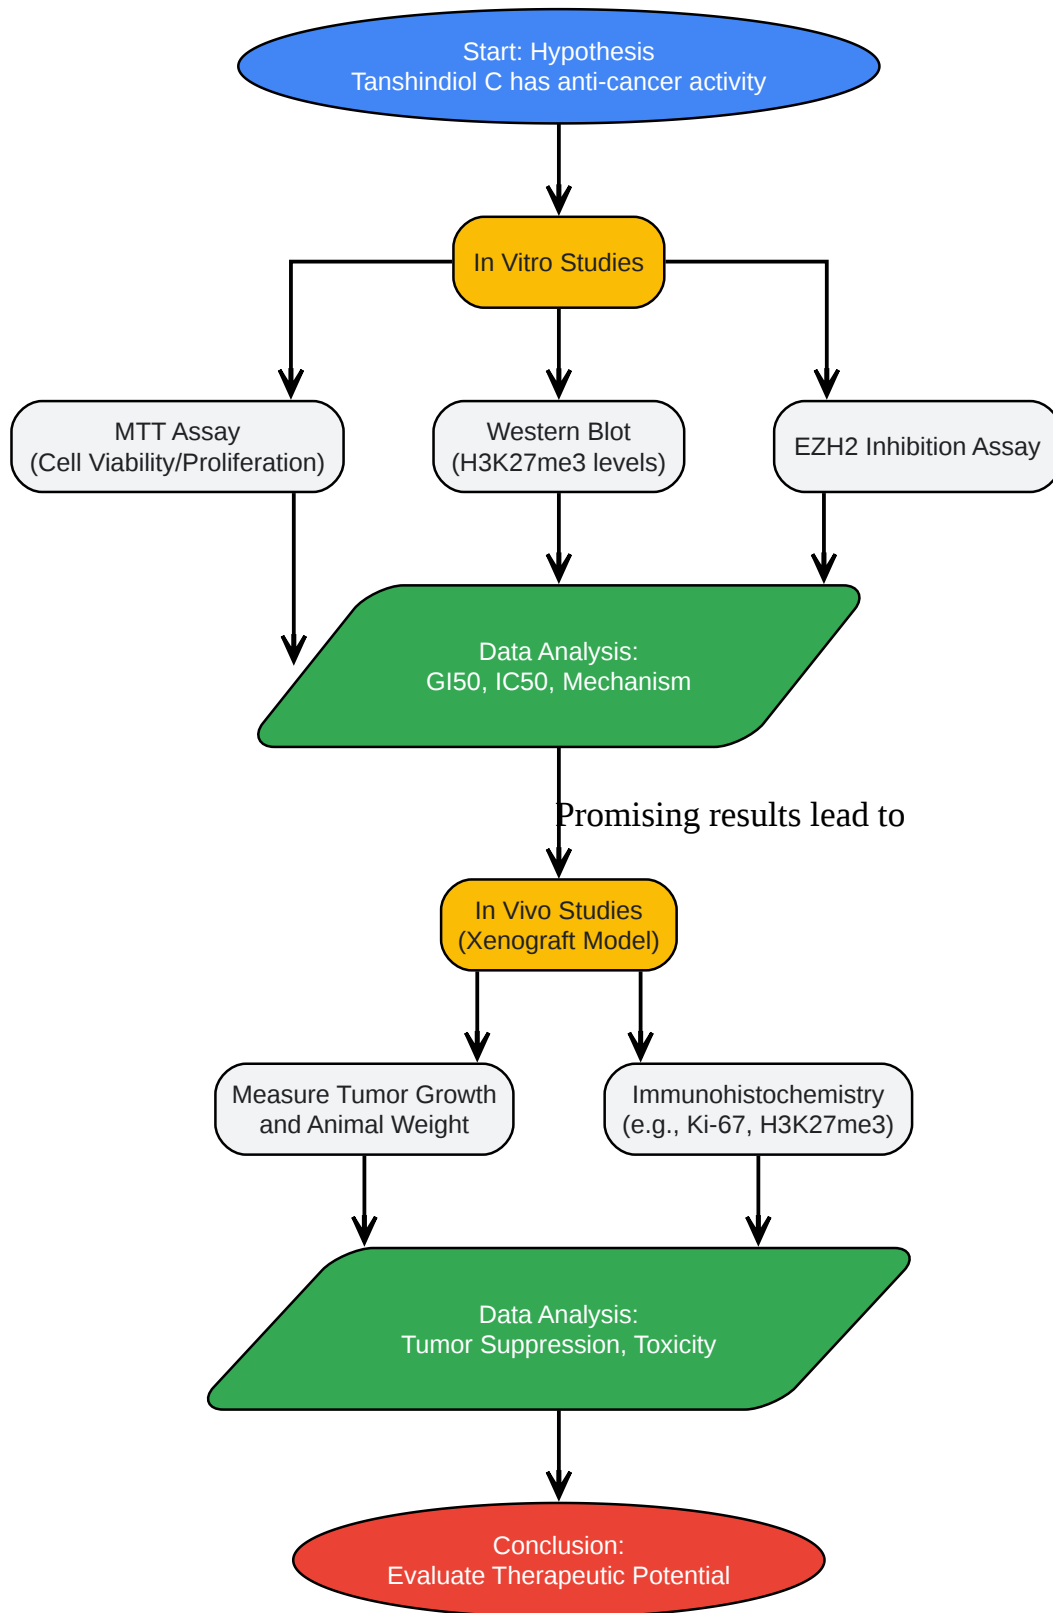 Start: Hypothesis
Tanshindiol C has anti-cancer activity
In Vitro Studies
MTT Assay
(Cell Viability/Proliferation)
Western Blot
(H3K27me3 levels)
EZH2 Inhibition Assay
Data Analysis:
GI50, IC50, Mechanism
Promising results lead to
In Vivo Studies
(Xenograft Model)
Measure Tumor Growth
and Animal Weight
Immunohistochemistry
(e.g., Ki-67, H3K27me3)
Data Analysis:
Tumor Suppression, Toxicity
Conclusion:
Evaluate Therapeutic Potential